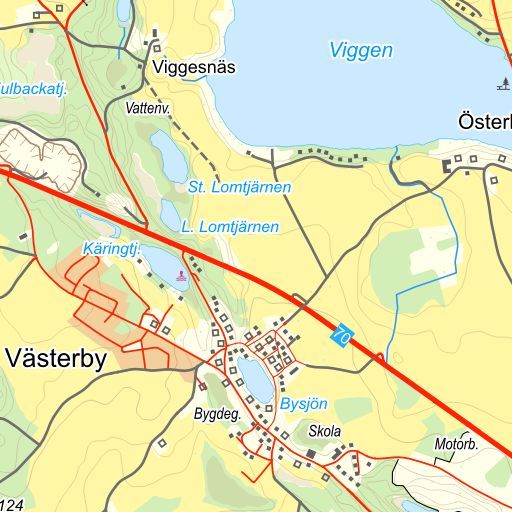 Viggen
Viggesnäs
ulbackatj.
Vattenv.
Österb
St. Lomtjärnen
L. Lomtjärnen
Käringtj.
70
Västerby
Bysjön
Bygdeg.
Skola
Motorb.
124